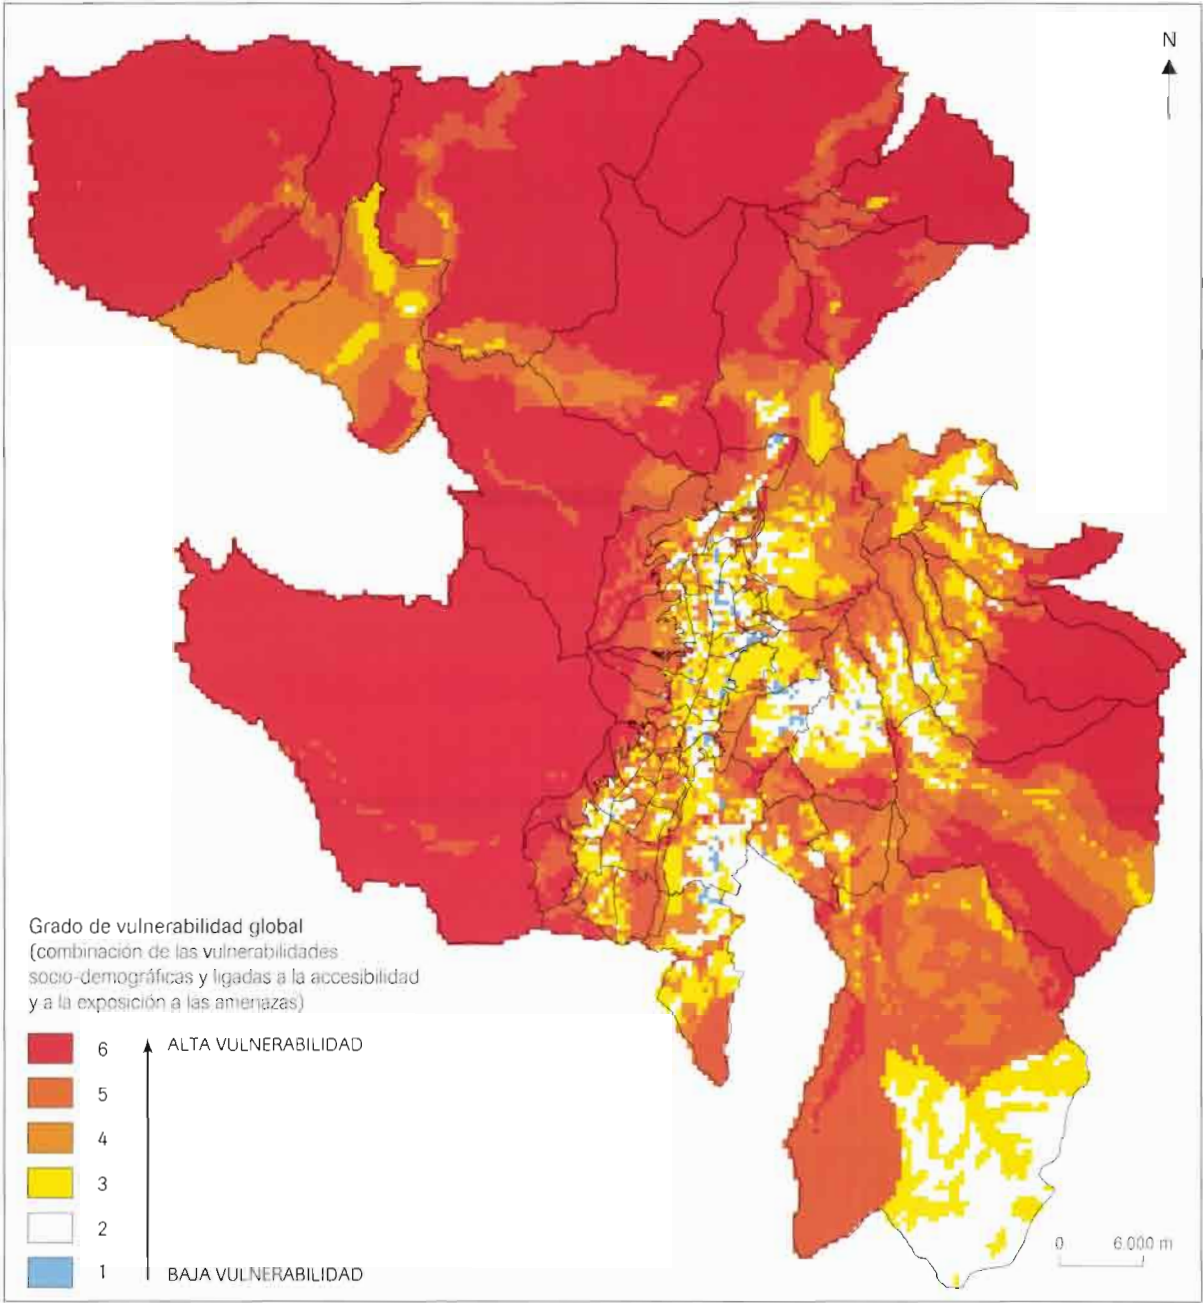 N
Grado de vulnerabilidad global
(combinación de las vulnerabilidades
socio-demográficas y ligadas a la accesibilidad
y a la exposición a las amenazas)
6 ALTA VULNERABILIDAD
5
4
3
2
1 BAJA VULNERABILIDAD
0 6.000 m